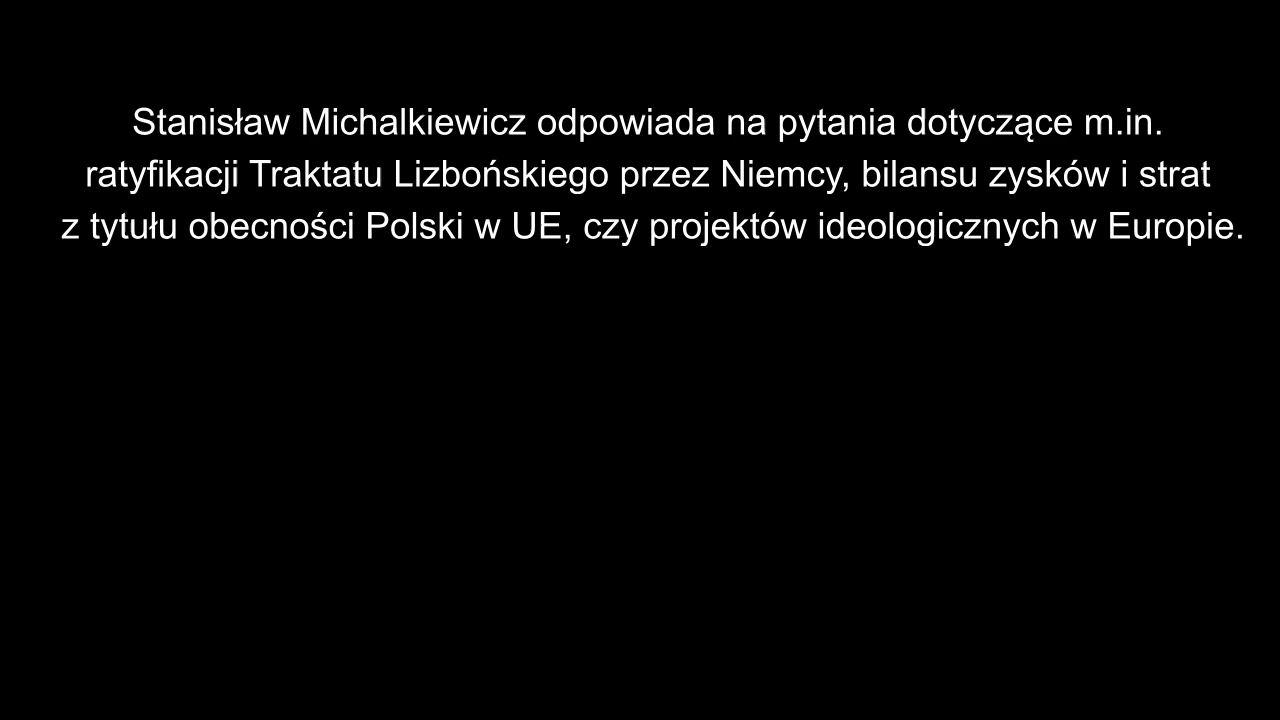 Stanisław Michalkiewicz odpowiada na pytania dotyczące m.in.
ratyfikacji Traktatu Lizbońskiego przez Niemcy, bilansu zysków i strat
z tytułu obecności Polski w UE, czy projektów ideologicznych w Europie.